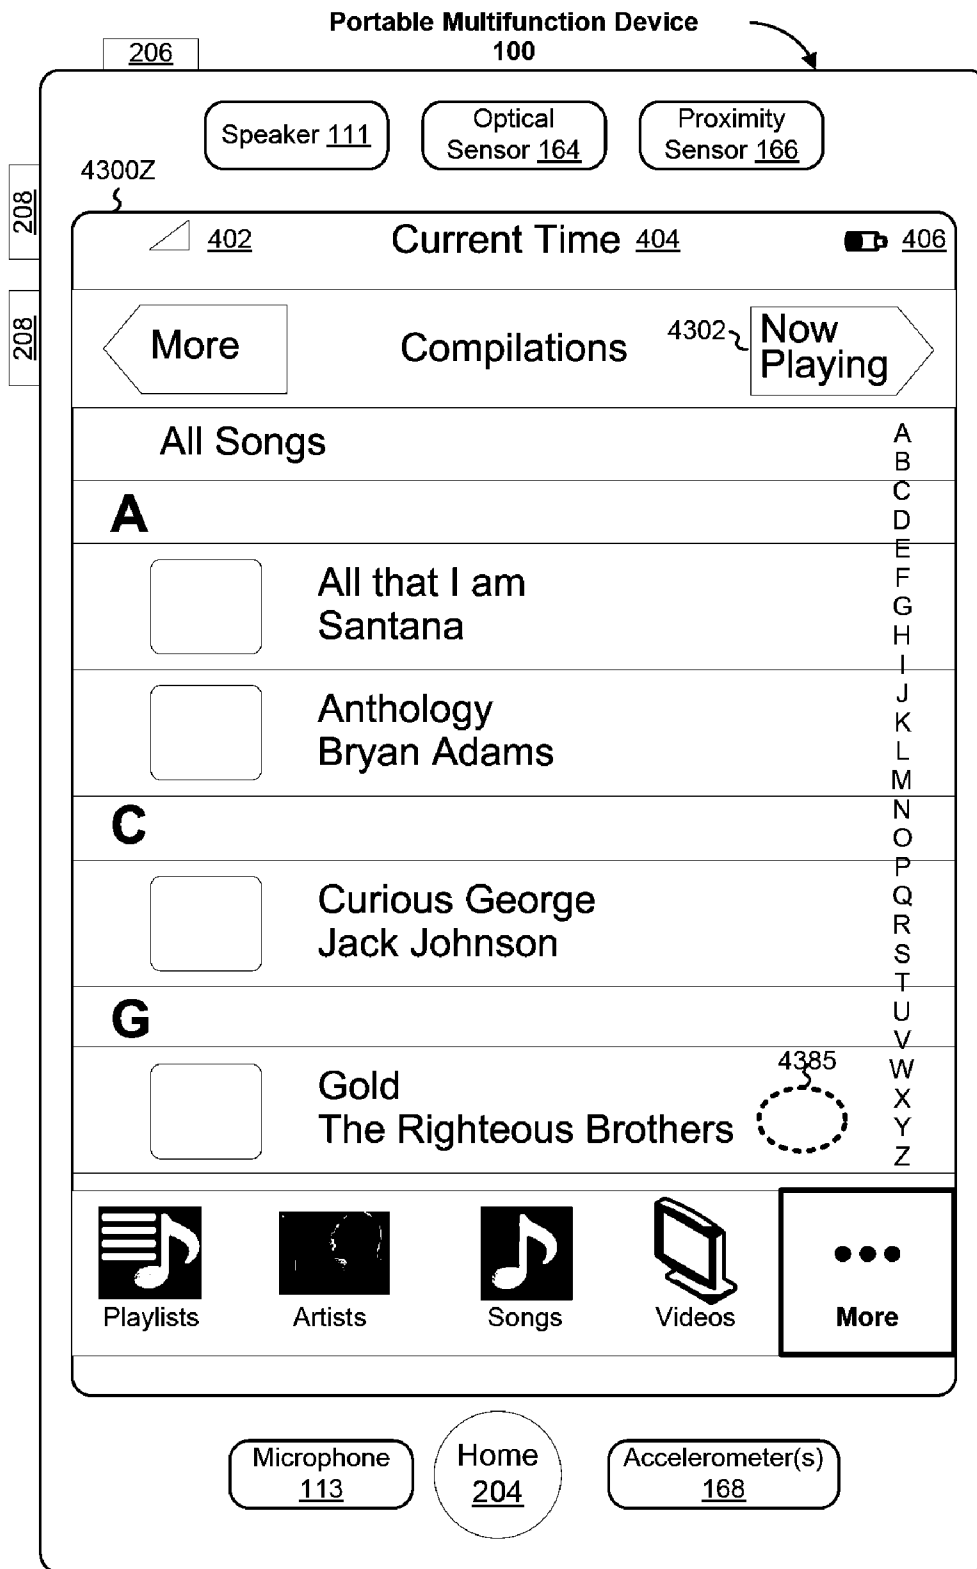 Portable Multifunction Device
100
206
Speaker 111
Optical
Sensor 164
Proximity
Sensor 166
4300Z
208
208
402
Current Time 404
406
More
Compilations
4302
Now
Playing
All Songs
A
All that I am
Santana
Anthology
Bryan Adams
C
Curious George
Jack Johnson
G
Gold
The Righteous Brothers
4385
A
B
C
D
E
F
G
H
I
J
K
L
M
N
O
P
Q
R
S
T
U
V
W
X
Y
Z
Playlists
Artists
Songs
Videos
More
Microphone
113
Home
204
Accelerometer(s)
168